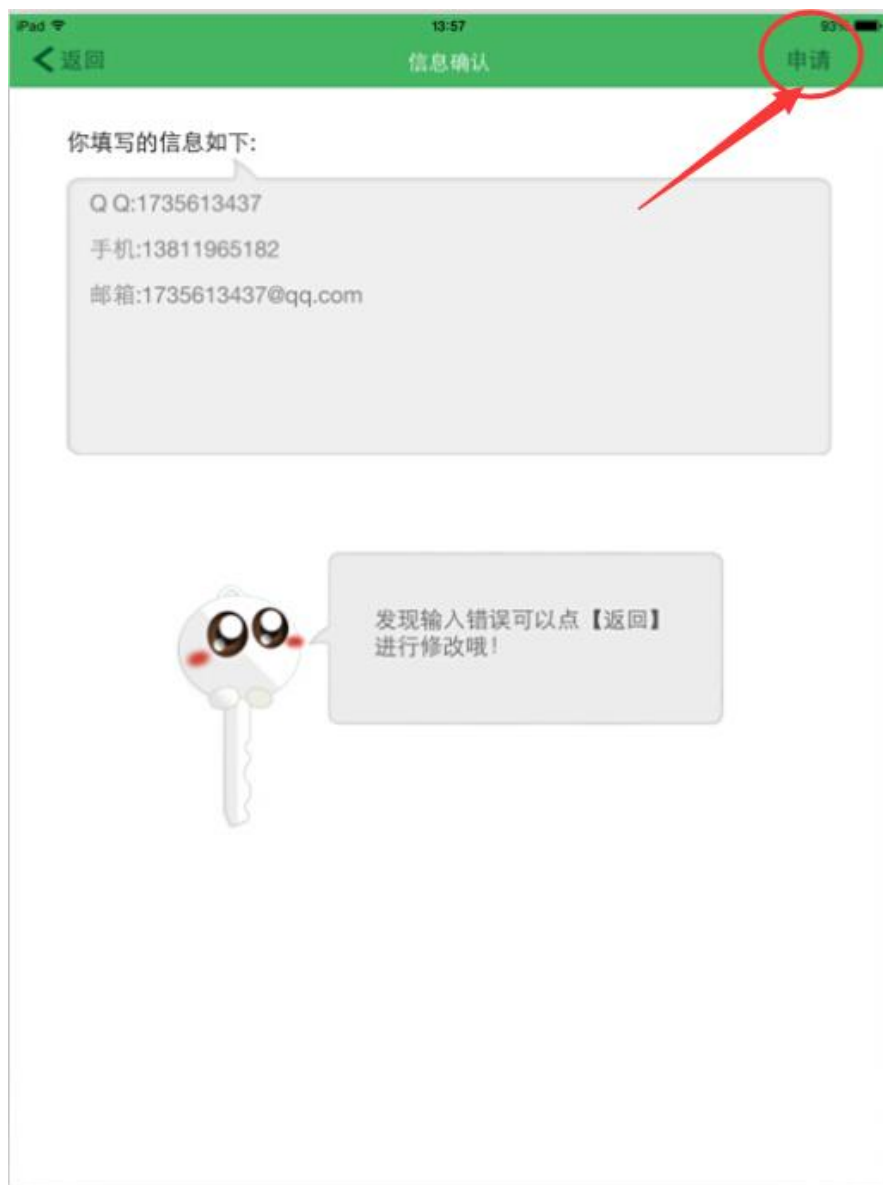 iPad
13:57
93%
返回
信息确认
申请
你填写的信息如下:
Q Q:1735613437
手机:13811965182
邮箱:1735613437@qq.com
发现输入错误可以点【返回】
进行修改哦!